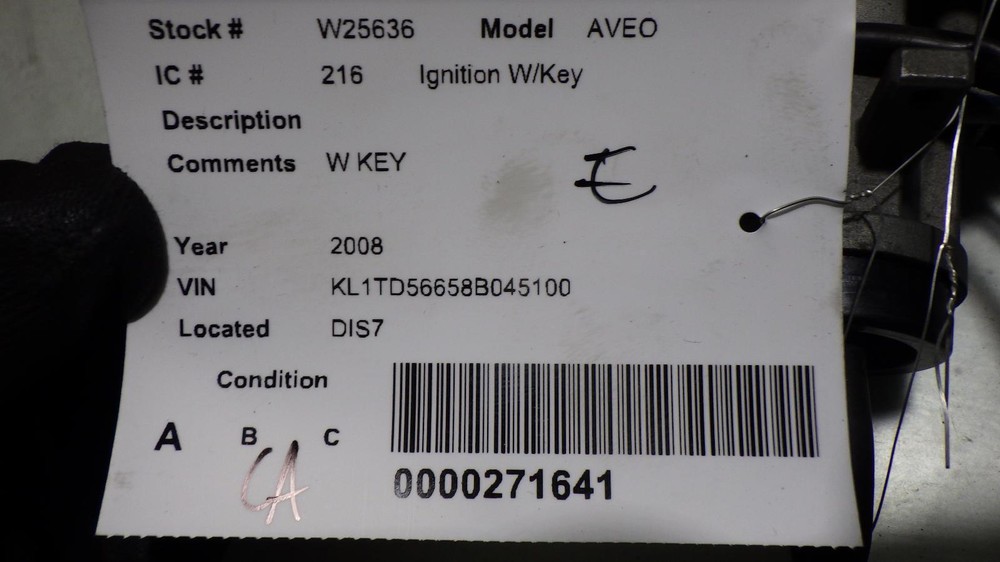 Stock # W25636 Model AVEO
IC # 216 Ignition W/Key
Description
Comments W KEY
E
Year 2008
VIN KL1TD56658B045100
Located DIS7
Condition
A B C
CA
0000271641